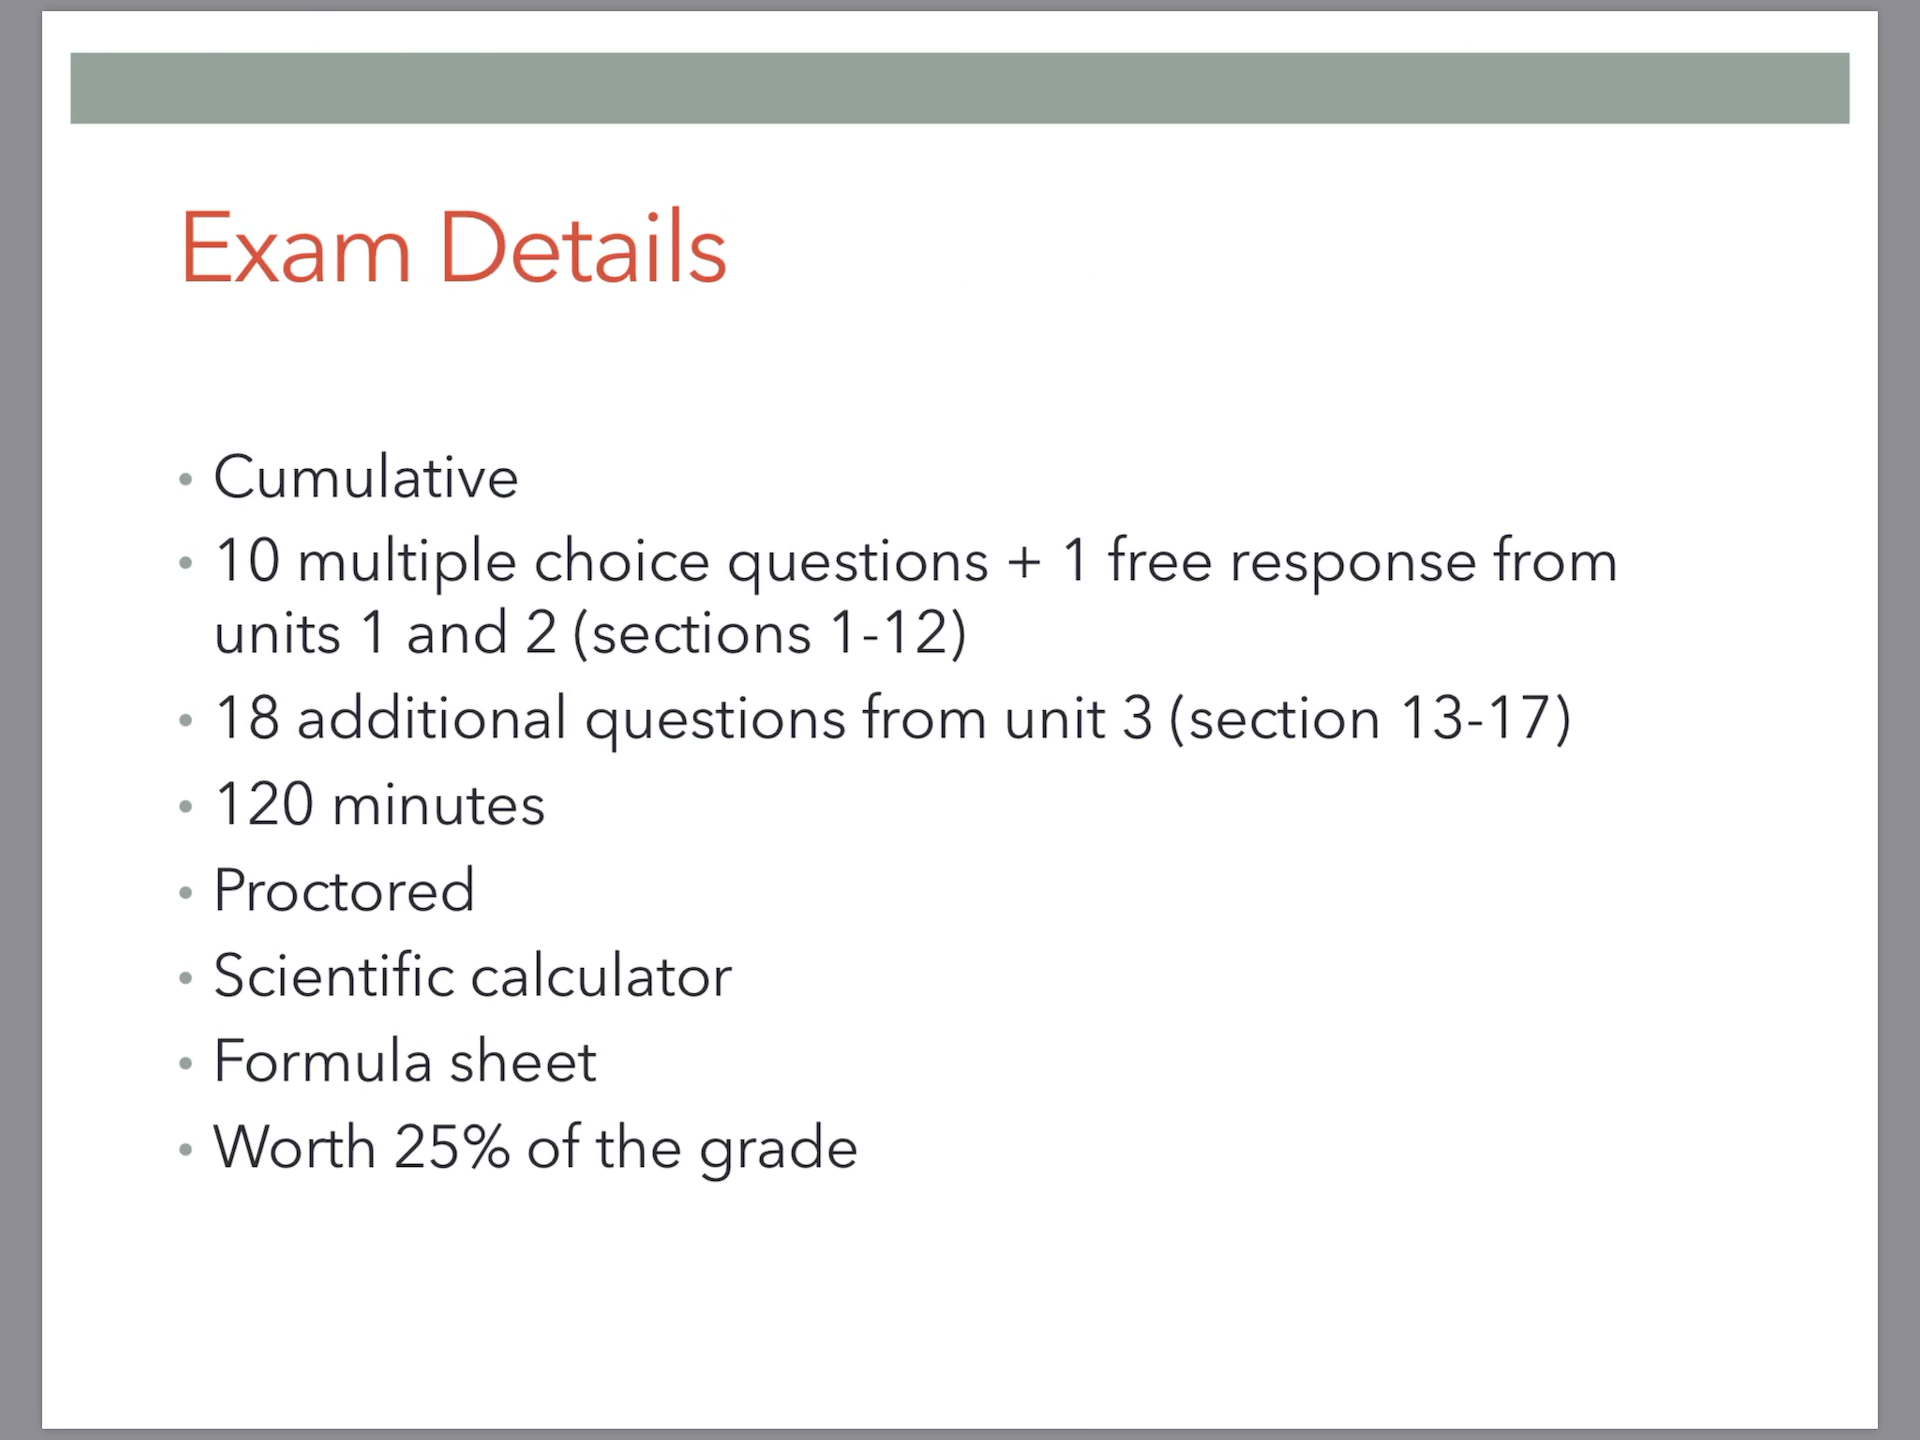 Exam Details
• Cumulative
• 10 multiple choice questions + 1 free response from
units 1 and 2 (sections 1-12)
• 18 additional questions from unit 3 (section 13-17)
• 120 minutes
• Proctored
• Scientific calculator
• Formula sheet
• Worth 25% of the grade